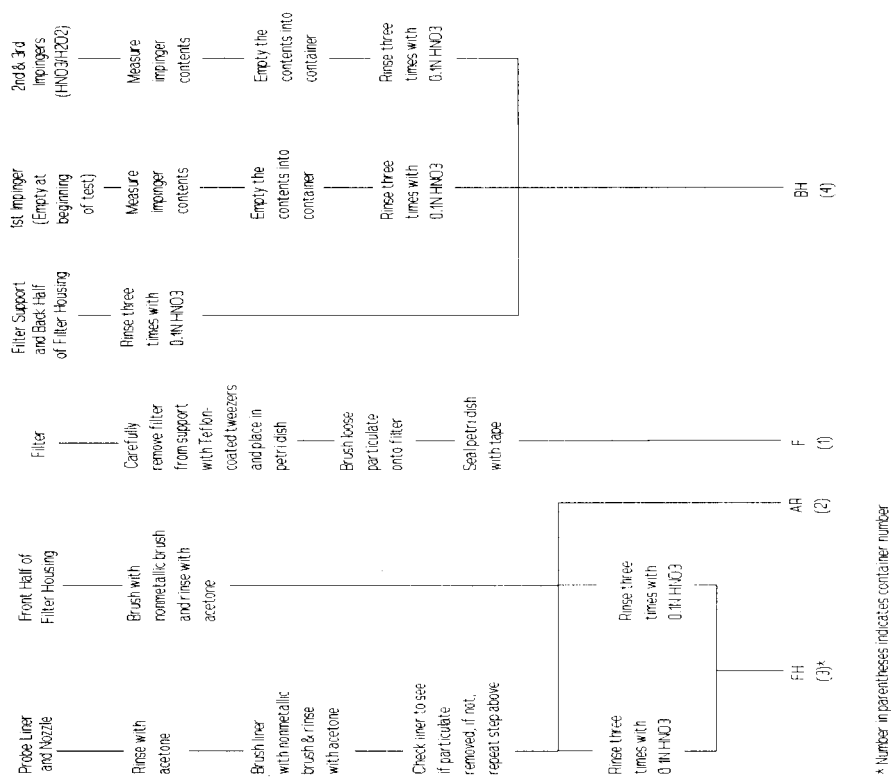 Probe Liner
and Nozzle
Rinse with
acetone
Brush liner
with nonmetallic
brush & rinse
with acetone
Check liner to see
if particulate
removed, if not,
repeat step above
Rinse three
times with
0.1N HNO3
FH
(3)*
Front Half of
Filter Housing
Brush with
nonmetallic brush
and rinse with
acetone
Rinse three
times with
0.1N HNO3
AR
(2)
Filter
Carefully
remove filter
from support
with Teflon-
coated tweezers
and place in
petri dish
Brush loose
particulate
onto filter
Seal petri dish
with tape
F
(1)
Filter Support
and Back Half
of Filter Housing
Rinse three
times with
0.1N HNO3
1st Impinger
(Empty at
beginning
of test)
Measure
impinger
contents
Empty the
contents into
container
Rinse three
times with
0.1N HNO3
BH
(4)
2nd & 3rd
Impingers
(HNO3/H2O2)
Measure
impinger
contents
Empty the
contents into
container
Rinse three
times with
0.1N HNO3
* Number in parentheses indicates container number